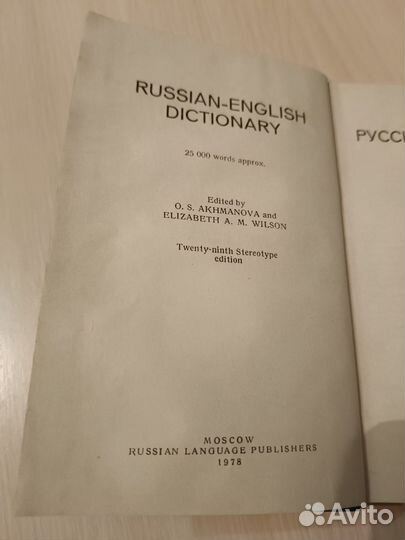 RUSSIAN-ENGLISH
DICTIONARY
25 000 words approx.
Edited by
O. S. AKHMANOVA and
ELIZABETH A. M. WILSON
Twenty-ninth Stereotype
edition
MOSCOW
RUSSIAN LANGUAGE PUBLISHERS
1978
РУСС
Avito